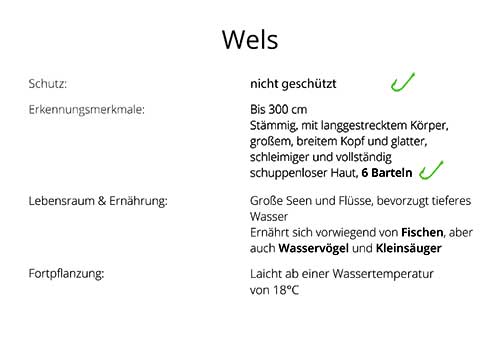 Wels
Schutz: nicht geschützt
Erkennungsmerkmale: Bis 300 cm
Stämmig, mit langgestrecktem Körper,
großem, breitem Kopf und glatter,
schleimiger und vollständig
schuppenloser Haut, 6 Barteln
Lebensraum & Ernährung: Große Seen und Flüsse, bevorzugt tieferes
Wasser
Ernährt sich vorwiegend von Fischen, aber
auch Wasservögel und Kleinsäuger
Fortpflanzung: Laicht ab einer Wassertemperatur
von 18°C